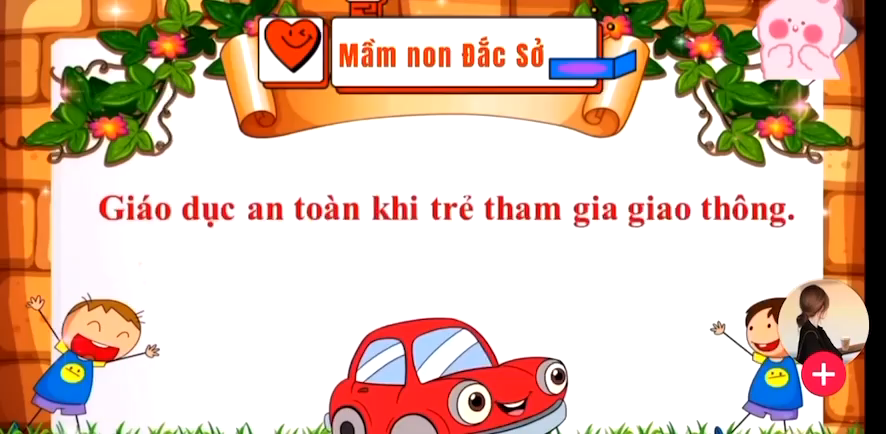 Mầm non Đắc Sở
Giáo dục an toàn khi trẻ tham gia giao thông.